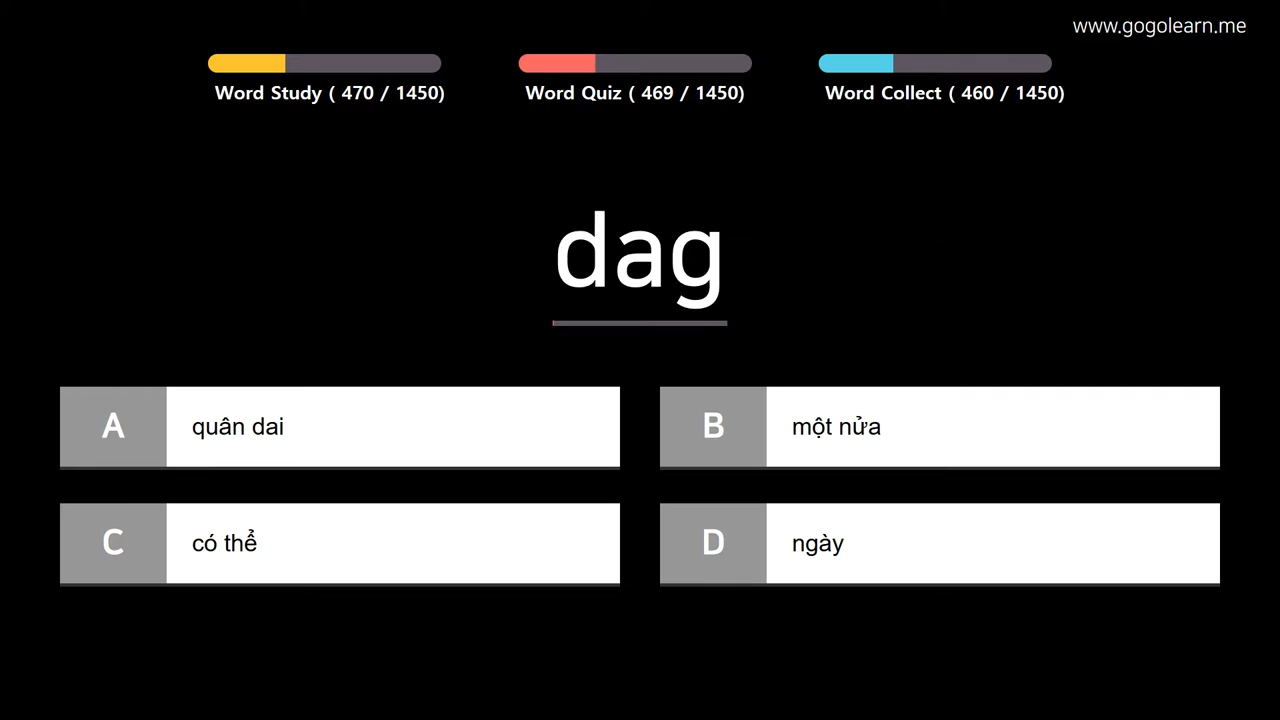 www.gogolearn.me
Word Study ( 470 / 1450)
Word Quiz ( 469 / 1450)
Word Collect ( 460 / 1450)
dag
A quân dai
B một nửa
C có thể
D ngày